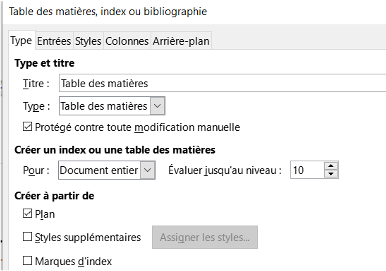 Table des matières, index ou bibliographie
Type Entrées Styles Colonnes Arrière-plan
Type et titre
Titre : Table des matières
Type : Table des matières
Protégé contre toute modification manuelle
Créer un index ou une table des matières
Pour : Document entier Évaluer jusqu'au niveau : 10
Créer à partir de
Plan
Styles supplémentaires Assigner les styles...
Marques d'index